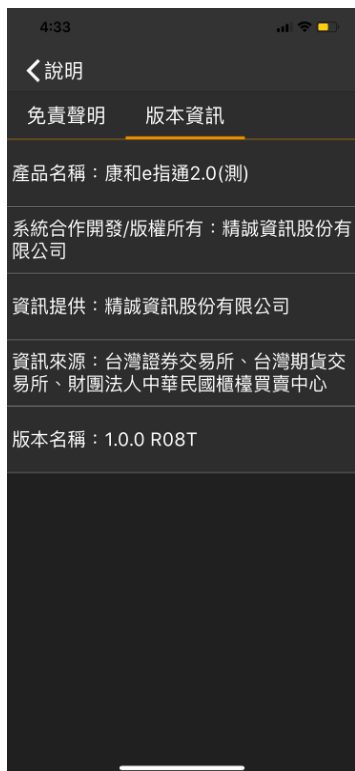 4:33
說明
免責聲明 版本資訊
產品名稱：康和e指通2.0(測)
系統合作開發/版權所有：精誠資訊股份有
限公司
資訊提供：精誠資訊股份有限公司
資訊來源：台灣證券交易所、台灣期貨交
易所、財團法人中華民國櫃檯買賣中心
版本名稱：1.0.0 R08T